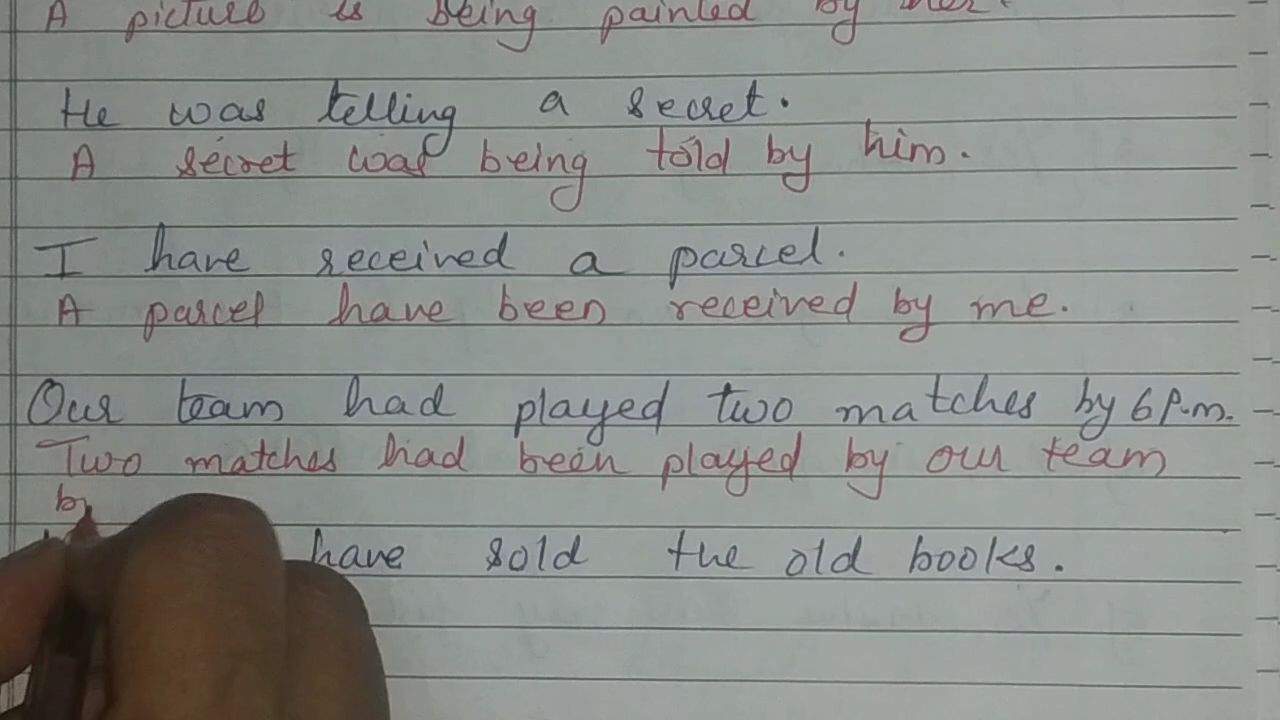 A picture is being painted by her.
He was telling a secret.
A secret was being told by him.
I have received a parcel.
A parcel have been received by me.
Our team had played two matches by 6 P.m.
Two matches had been played by our team
by
have sold the old books.